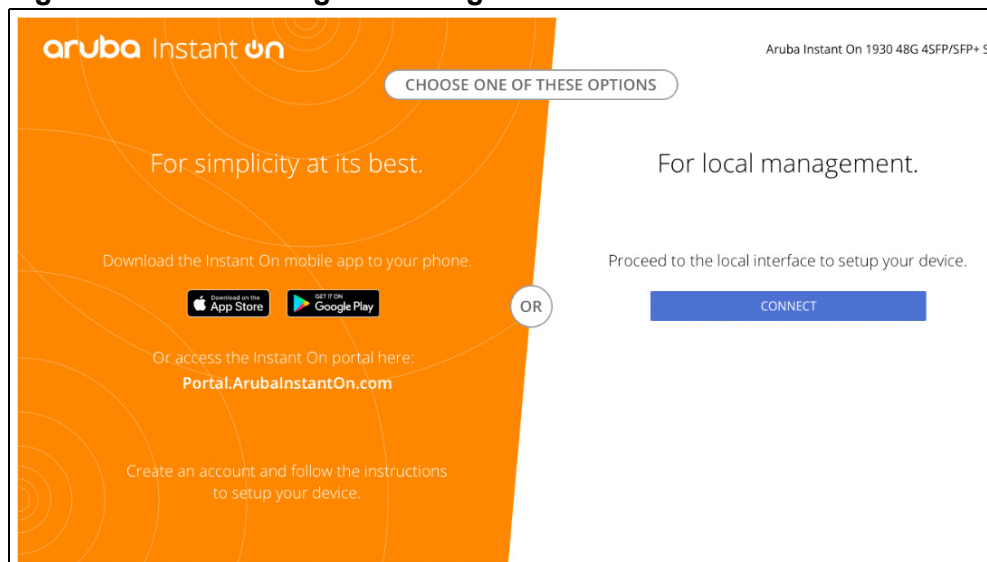 aruba Instant on
Aruba Instant On 1930 48G 4SFP/SFP+ S
CHOOSE ONE OF THESE OPTIONS
For simplicity at its best.
Download the Instant On mobile app to your phone.
Download on the
App Store
GET IT ON
Google Play
Or access the Instant On portal here:
Portal.ArubaInstantOn.com
Create an account and follow the instructions
to setup your device.
OR
For local management.
Proceed to the local interface to setup your device.
CONNECT